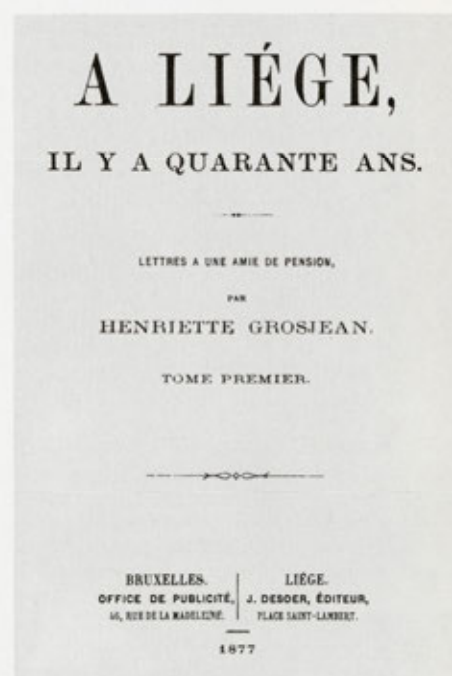 A LIÉGE,
IL Y A QUARANTE ANS.
LETTRES A UNE AMIE DE PENSION,
PAR
HENRIETTE GROSJEAN.
TOME PREMIER.
BRUXELLES.
OFFICE DE PUBLICITÉ,
46, RUE DE LA MADELEINE.
LIÉGE.
J. DESOER, ÉDITEUR,
PLACE SAINT-LAMBERT.
1877